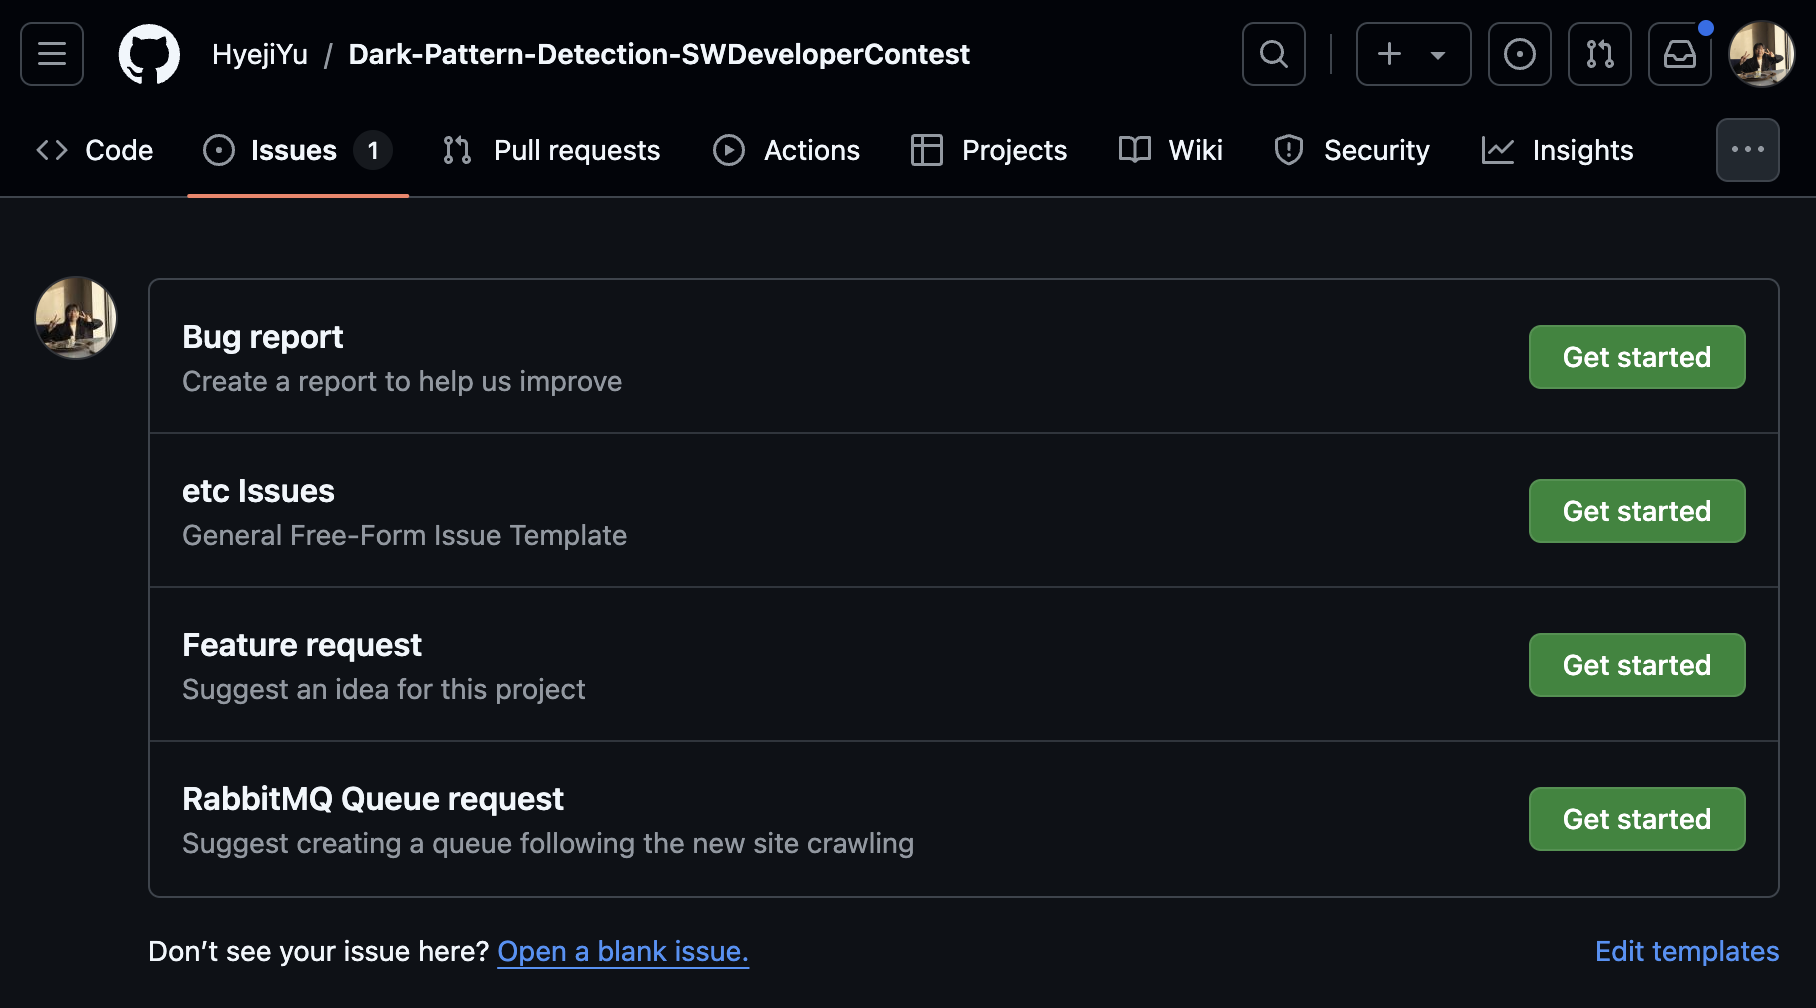 HyejiYu / Dark-Pattern-Detection-SWDeveloperContest
Code Issues 1 Pull requests Actions Projects Wiki Security Insights
Bug report
Create a report to help us improve
Get started
etc Issues
General Free-Form Issue Template
Get started
Feature request
Suggest an idea for this project
Get started
RabbitMQ Queue request
Suggest creating a queue following the new site crawling
Get started
Don’t see your issue here? Open a blank issue.
Edit templates